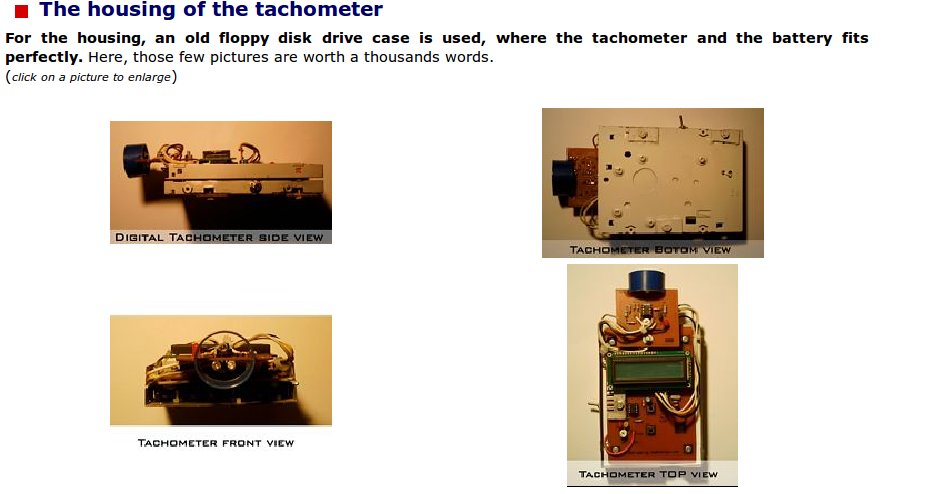 The housing of the tachometer
For the housing, an old floppy disk drive case is used, where the tachometer and the battery fits
perfectly. Here, those few pictures are worth a thousands words.
(click on a picture to enlarge)
Digital Tachometer side view
Tachometer Botom view
Tachometer front view
Tachometer TOP view